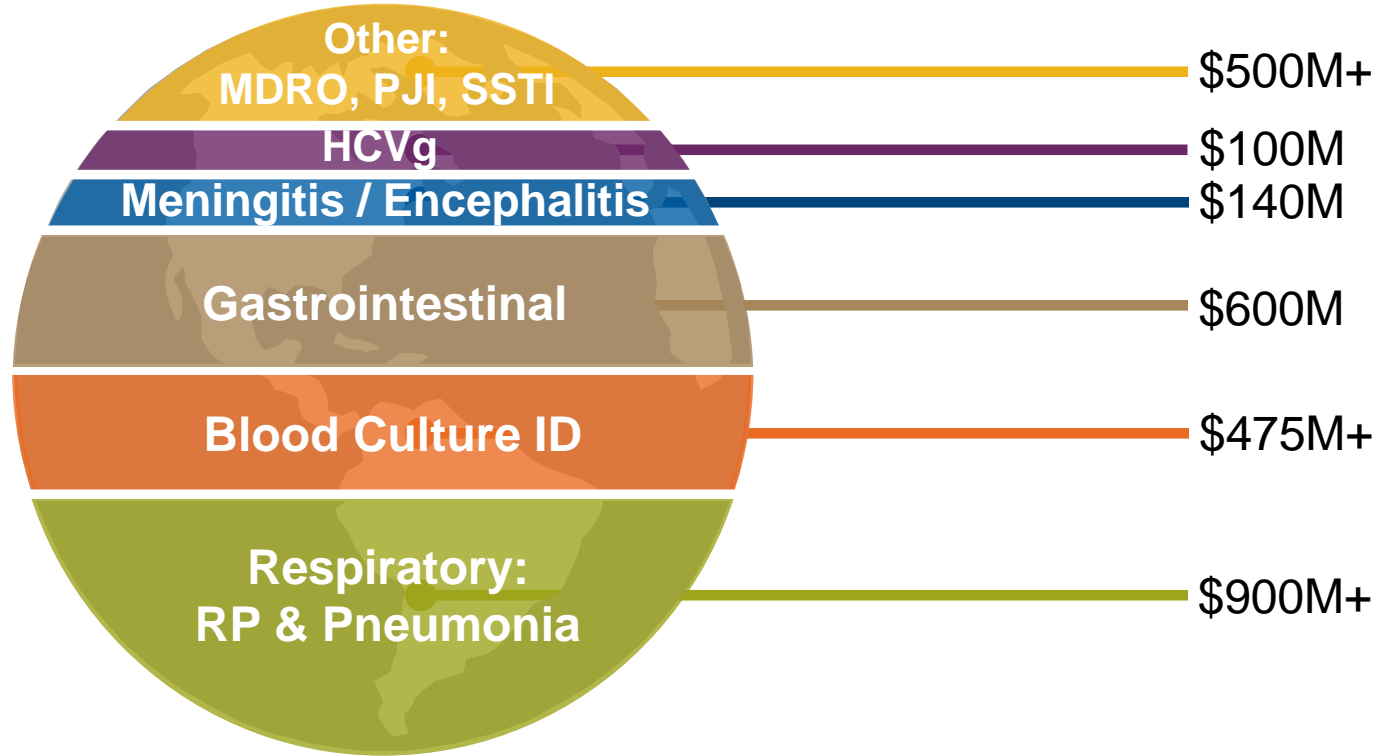 Other:
MDRO, PJI, SSTI
$500M+
HCVg
$100M
Meningitis / Encephalitis
$140M
Gastrointestinal
$600M
Blood Culture ID
$475M+
Respiratory:
RP & Pneumonia
$900M+